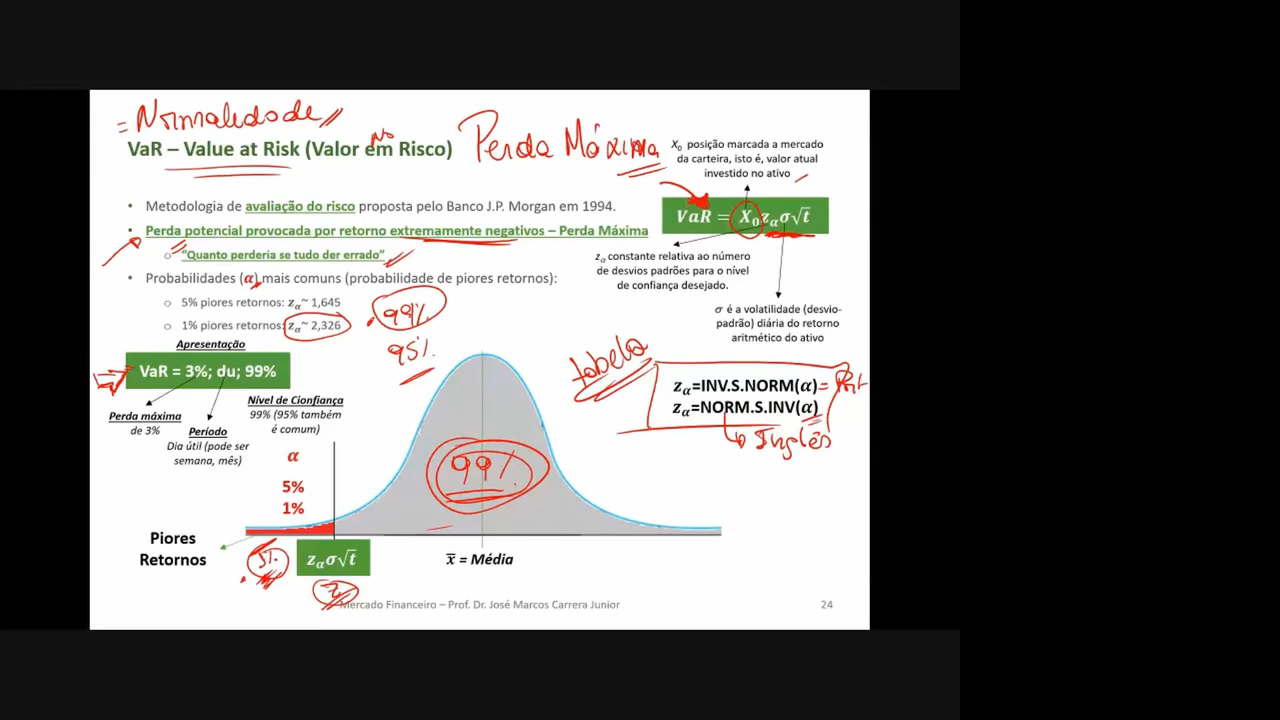 = Normalidade
VaR – Value at Risk (Valor em Risco)
no
Perda Máxima
X₀ posição marcada a mercado
da carteira, isto é, valor atual
investido no ativo
VaR = X₀zασ√t
• Metodologia de avaliação do risco proposta pelo Banco J.P. Morgan em 1994.
• Perda potencial provocada por retorno extremamente negativos – Perda Máxima
○ “Quanto perderia se tudo der errado”
• Probabilidades (α) mais comuns (probabilidade de piores retornos):
○ 5% piores retornos: zα~ 1,645
○ 1% piores retornos: zα~ 2,326
99%
95%
zα constante relativa ao número
de desvios padrões para o nível
de confiança desejado.
σ é a volatilidade (desvio-
padrão) diária do retorno
aritmético do ativo
Apresentação
VaR = 3%; du; 99%
Perda máxima
de 3%
Período
Dia útil (pode ser
semana, mês)
Nível de Cionfiança
99% (95% também
é comum)
tabela
zα=INV.S.NORM(α) = Port
zα=NORM.S.INV(α)
Inglês
α
5%
1%
99%
Piores
Retornos
zασ√t
x̅ = Média
Mercado Financeiro – Prof. Dr. José Marcos Carrera Junior
24